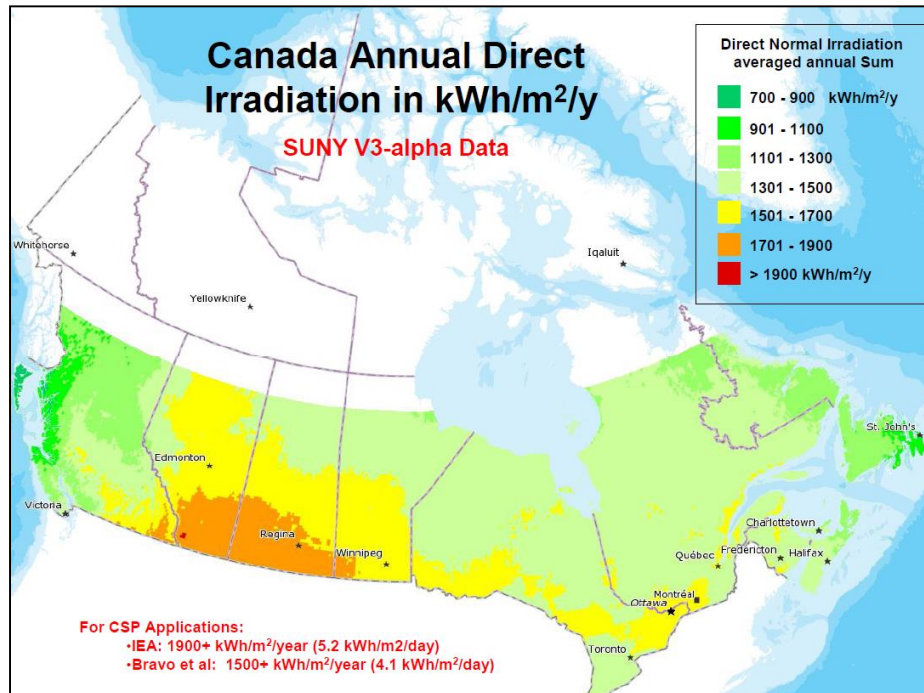 Canada Annual Direct
Irradiation in kWh/m²/y
SUNY V3-alpha Data
Direct Normal Irradiation
averaged annual Sum
700 - 900 kWh/m²/y
901 - 1100
1101 - 1300
1301 - 1500
1501 - 1700
1701 - 1900
> 1900 kWh/m²/y
Whitehorse
Iqaluit
Yellowknife
St. John's
Edmonton
Victoria
Regina
Winnipeg
Charlottetown
Québec
Fredericton
Halifax
Montréal
Ottawa
Toronto
For CSP Applications:
•IEA: 1900+ kWh/m²/year (5.2 kWh/m2/day)
•Bravo et al: 1500+ kWh/m²/year (4.1 kWh/m²/day)